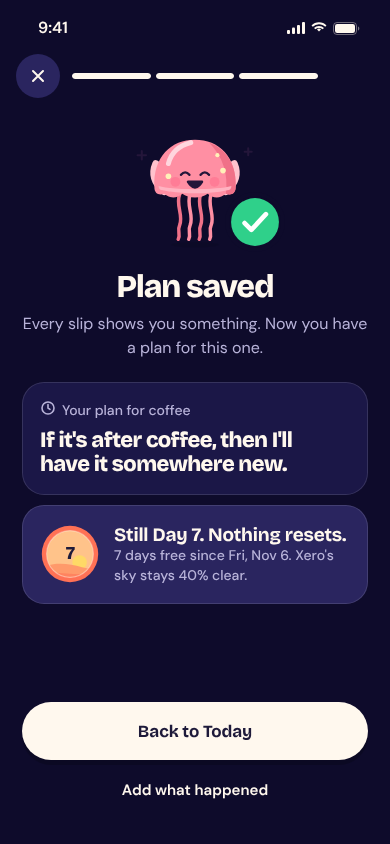 9:41
Plan saved
Every slip shows you something. Now you have
a plan for this one.
Your plan for coffee
If it's after coffee, then I'll
have it somewhere new.
7
Still Day 7. Nothing resets.
7 days free since Fri, Nov 6. Xero's
sky stays 40% clear.
Back to Today
Add what happened